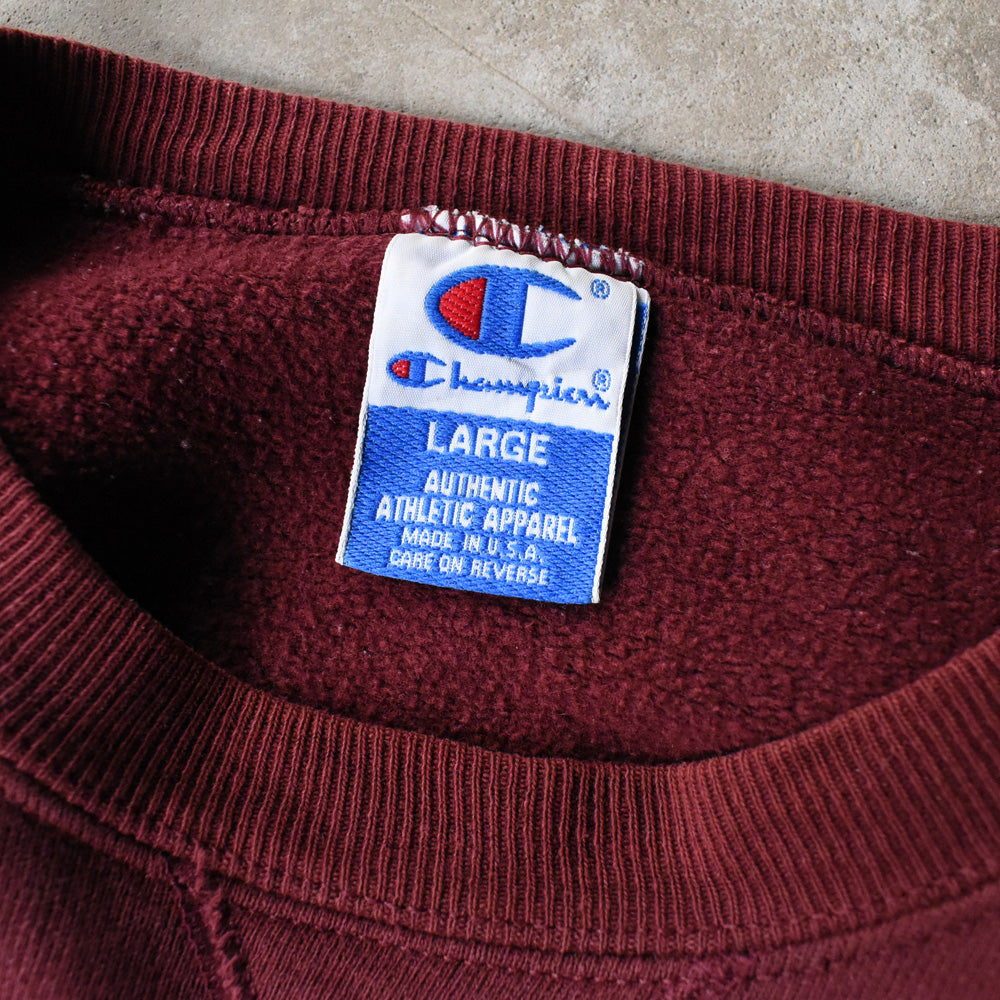 ®
Champion®
LARGE
AUTHENTIC
ATHLETIC APPAREL
MADE IN U.S.A.
CARE ON REVERSE